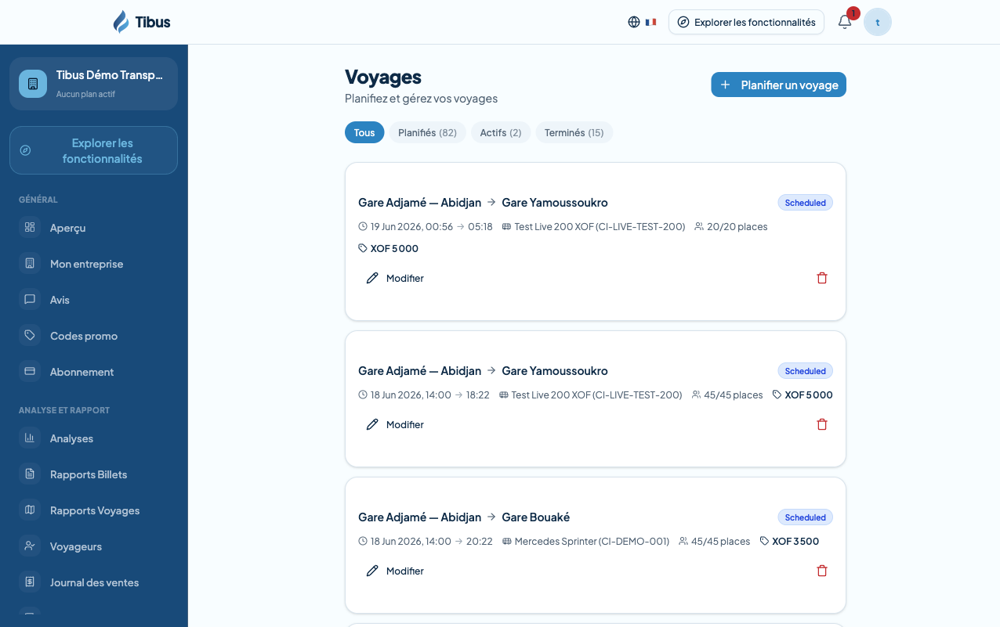 Tibus
Explorer les fonctionnalités
1
t
Tibus Démo Transp...
Aucun plan actif
Explorer les
fonctionnalités
GÉNÉRAL
Aperçu
Mon entreprise
Avis
Codes promo
Abonnement
ANALYSE ET RAPPORT
Analyses
Rapports Billets
Rapports Voyages
Voyageurs
Journal des ventes
Voyages
Planifiez et gérez vos voyages
Planifier un voyage
Tous
Planifiés (82)
Actifs (2)
Terminés (15)
Gare Adjamé — Abidjan → Gare Yamoussoukro
Scheduled
19 Jun 2026, 00:56 → 05:18 Test Live 200 XOF (CI-LIVE-TEST-200) 20/20 places
XOF 5 000
Modifier
Gare Adjamé — Abidjan → Gare Yamoussoukro
Scheduled
18 Jun 2026, 14:00 → 18:22 Test Live 200 XOF (CI-LIVE-TEST-200) 45/45 places XOF 5 000
Modifier
Gare Adjamé — Abidjan → Gare Bouaké
Scheduled
18 Jun 2026, 14:00 → 20:22 Mercedes Sprinter (CI-DEMO-001) 45/45 places XOF 3 500
Modifier